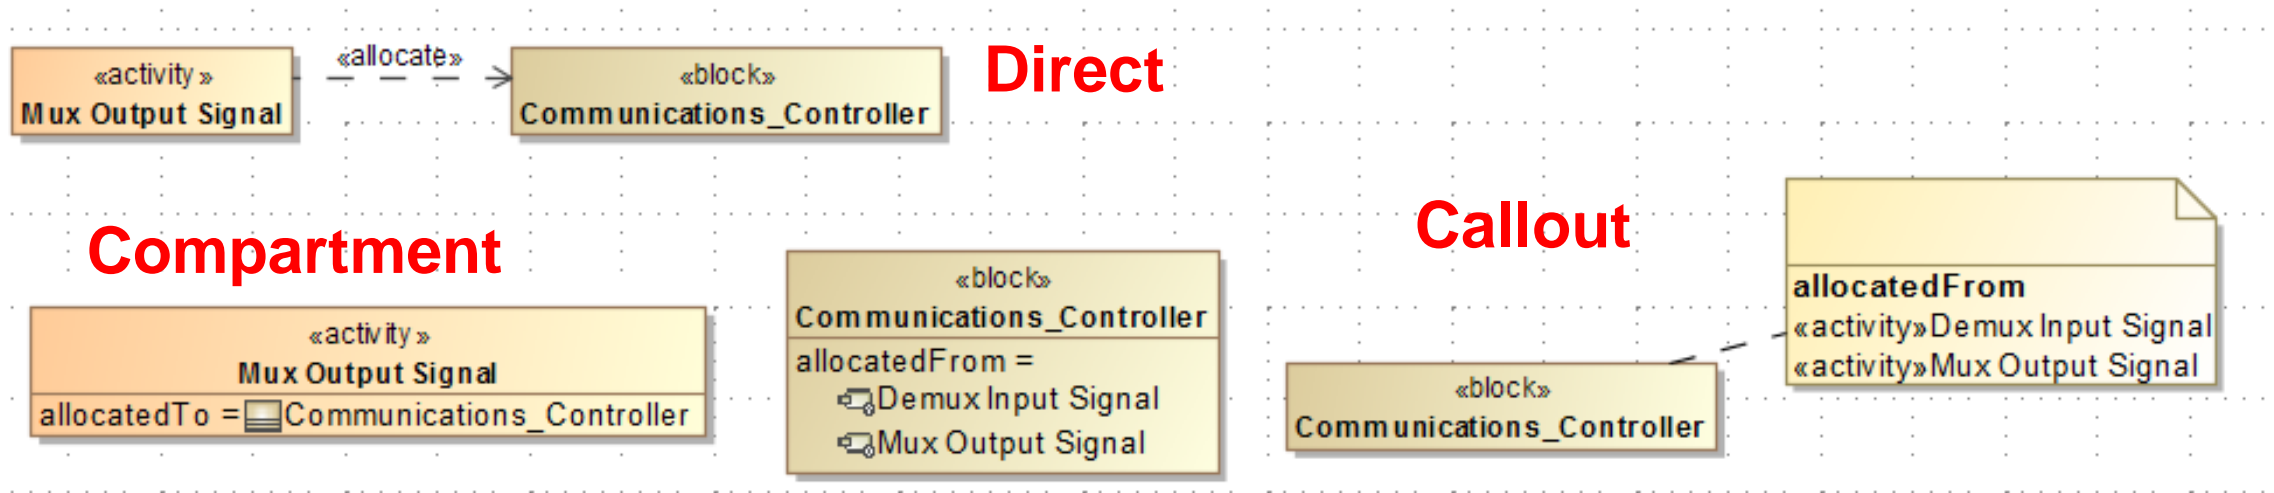 «activity»
Mux Output Signal
«allocate»
«block»
Communications_Controller
Direct
Compartment
«activity»
Mux Output Signal
allocatedTo = Communications_Controller
«block»
Communications_Controller
allocatedFrom =
Demux Input Signal
Mux Output Signal
Callout
«block»
Communications_Controller
allocatedFrom
«activity»Demux Input Signal
«activity»Mux Output Signal